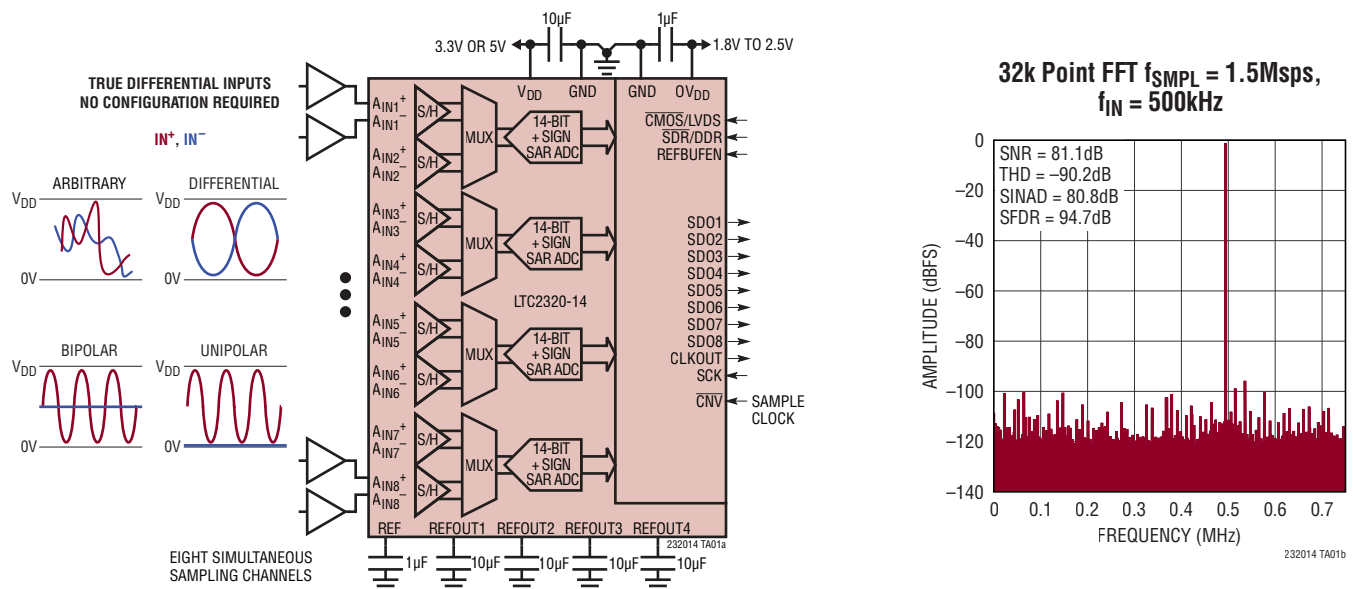 TRUE DIFFERENTIAL INPUTS
NO CONFIGURATION REQUIRED
IN+, IN−
ARBITRARY
VDD
0V
DIFFERENTIAL
VDD
0V
BIPOLAR
VDD
0V
UNIPOLAR
VDD
0V
EIGHT SIMULTANEOUS
SAMPLING CHANNELS
10µF
1µF
3.3V OR 5V
1.8V TO 2.5V
VDD
GND
GND
OVDD
AIN1+
AIN1−
S/H
AIN2+
AIN2−
S/H
MUX
14-BIT
+ SIGN
SAR ADC
AIN3+
AIN3−
S/H
AIN4+
AIN4−
S/H
MUX
14-BIT
+ SIGN
SAR ADC
LTC2320-14
AIN5+
AIN5−
S/H
AIN6+
AIN6−
S/H
MUX
14-BIT
+ SIGN
SAR ADC
AIN7+
AIN7−
S/H
AIN8+
AIN8−
S/H
MUX
14-BIT
+ SIGN
SAR ADC
C̅M̅O̅S̅/LVDS
S̅D̅R̅/DDR
REFBUFEN
SDO1
SDO2
SDO3
SDO4
SDO5
SDO6
SDO7
SDO8
CLKOUT
SCK
C̅N̅V̅
SAMPLE
CLOCK
REF
REFOUT1
REFOUT2
REFOUT3
REFOUT4
232014 TA01a
1µF
10µF
10µF
10µF
10µF
32k Point FFT fSMPL = 1.5Msps,
fIN = 500kHz
SNR = 81.1dB
THD = –90.2dB
SINAD = 80.8dB
SFDR = 94.7dB
AMPLITUDE (dBFS)
0
–20
–40
–60
–80
–100
–120
–140
0
0.1
0.2
0.3
0.4
0.5
0.6
0.7
FREQUENCY (MHz)
232014 TA01b